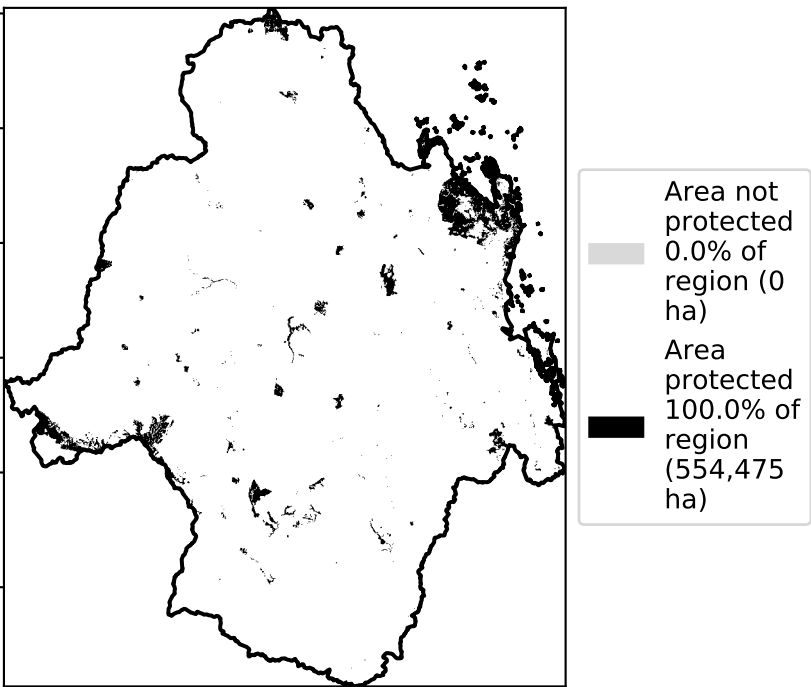 Area not
protected
0.0% of
region (0
ha)
Area
protected
100.0% of
region
(554,475
ha)